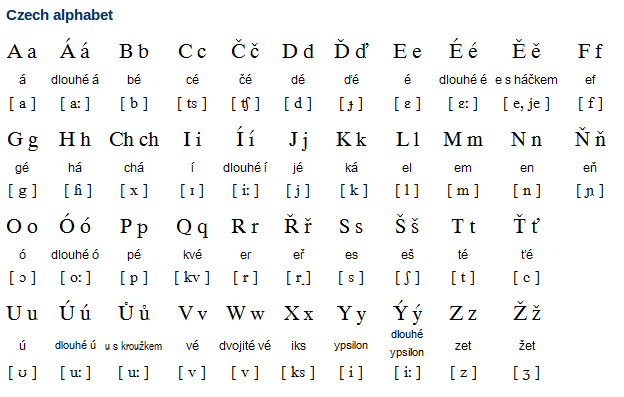 Czech alphabet
A a Á á B b C c Č č D d Ď ď E e É é Ě ě F f
á dlouhé á bé cé čé dé ďé é dlouhé é e s háčkem ef
[ a ] [ aː ] [ b ] [ ts ] [ ʧ ] [ d ] [ ɟ ] [ ɛ ] [ ɛː ] [ e, je ] [ f ]
G g H h Ch ch I i Í í J j K k L l M m N n Ň ň
gé há chá í dlouhé í jé ká el em en eň
[ g ] [ ɦ ] [ x ] [ ɪ ] [ iː ] [ j ] [ k ] [ l ] [ m ] [ n ] [ ɲ ]
O o Ó ó P p Q q R r Ř ř S s Š š T t Ť ť
ó dlouhé ó pé kvé er eř es eš té ťé
[ ɔ ] [ oː ] [ p ] [ kv ] [ r ] [ r̝ ] [ s ] [ ʃ ] [ t ] [ c ]
U u Ú ú Ů ů V v W w X x Y y Ý ý Z z Ž ž
ú dlouhé ú u s kroužkem vé dvojité vé iks ypsilon dlouhé ypsilon zet žet
[ ʊ ] [ uː ] [ uː ] [ v ] [ v ] [ ks ] [ i ] [ iː ] [ z ] [ ʒ ]